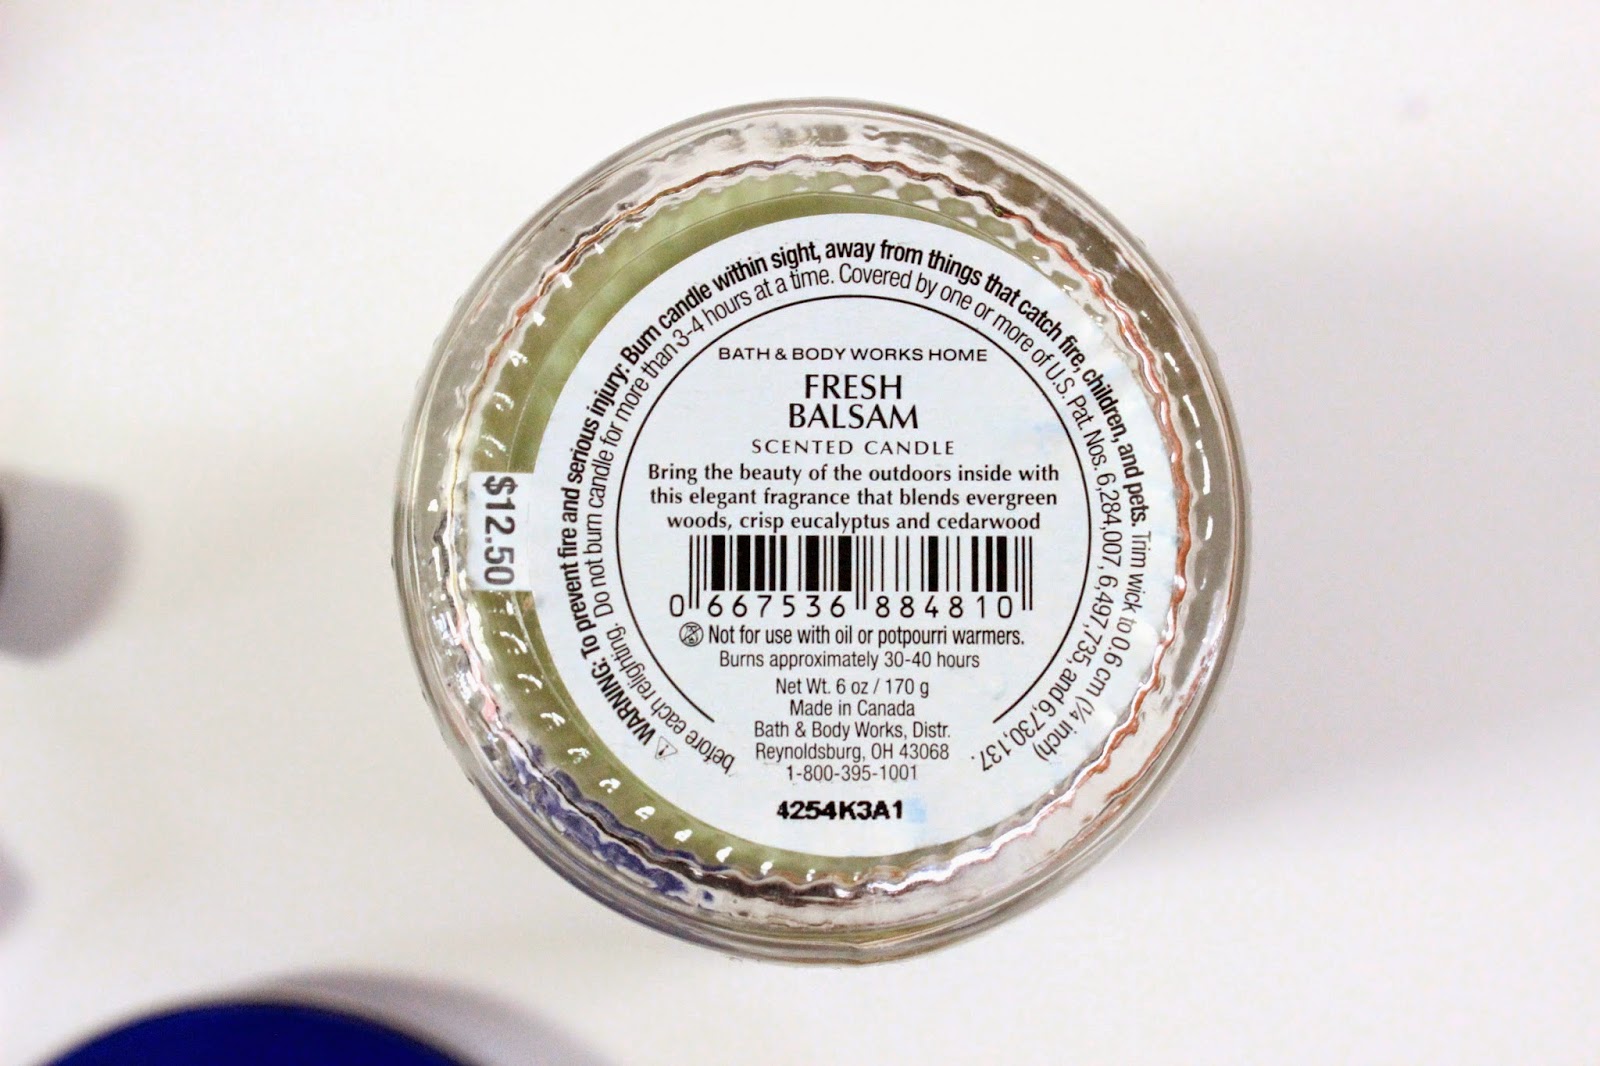 ⚠ WARNING: To prevent fire and serious injury: Burn candle within sight, away from things that catch fire, children, and pets. Trim wick to 0.6 cm (¼ inch)
before each relighting. Do not burn candle for more than 3-4 hours at a time. Covered by one or more of U.S. Pat. Nos. 6,284,007, 6,497,735, and 6,730,137.
BATH & BODY WORKS HOME
FRESH
BALSAM
SCENTED CANDLE
Bring the beauty of the outdoors inside with
this elegant fragrance that blends evergreen
woods, crisp eucalyptus and cedarwood
0 667536 884810
Not for use with oil or potpourri warmers.
Burns approximately 30-40 hours
Net Wt. 6 oz / 170 g
Made in Canada
Bath & Body Works, Distr.
Reynoldsburg, OH 43068
1-800-395-1001
4254K3A1
$12.50